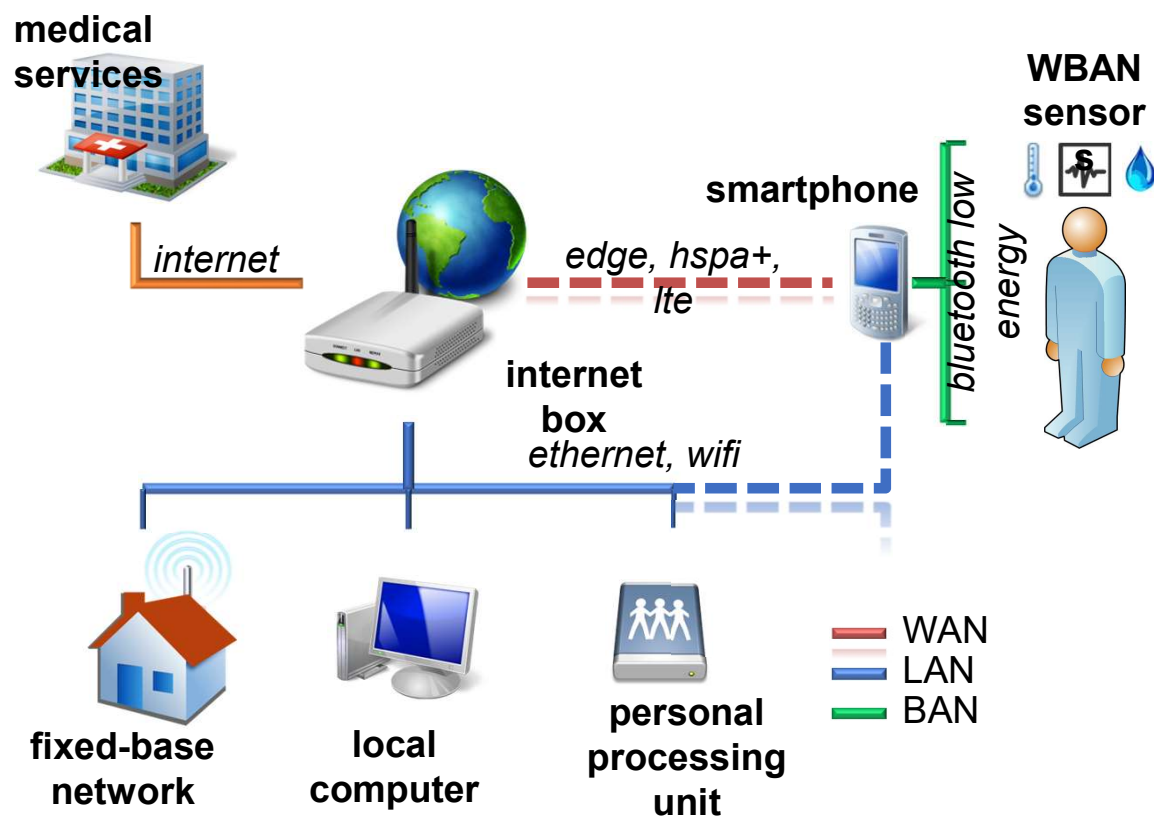 medical
services
WBAN
sensor
s
smartphone
internet
edge, hspa+,
lte
bluetooth low
energy
internet
box
ethernet, wifi
WAN
LAN
BAN
fixed-base
network
local
computer
personal
processing
unit